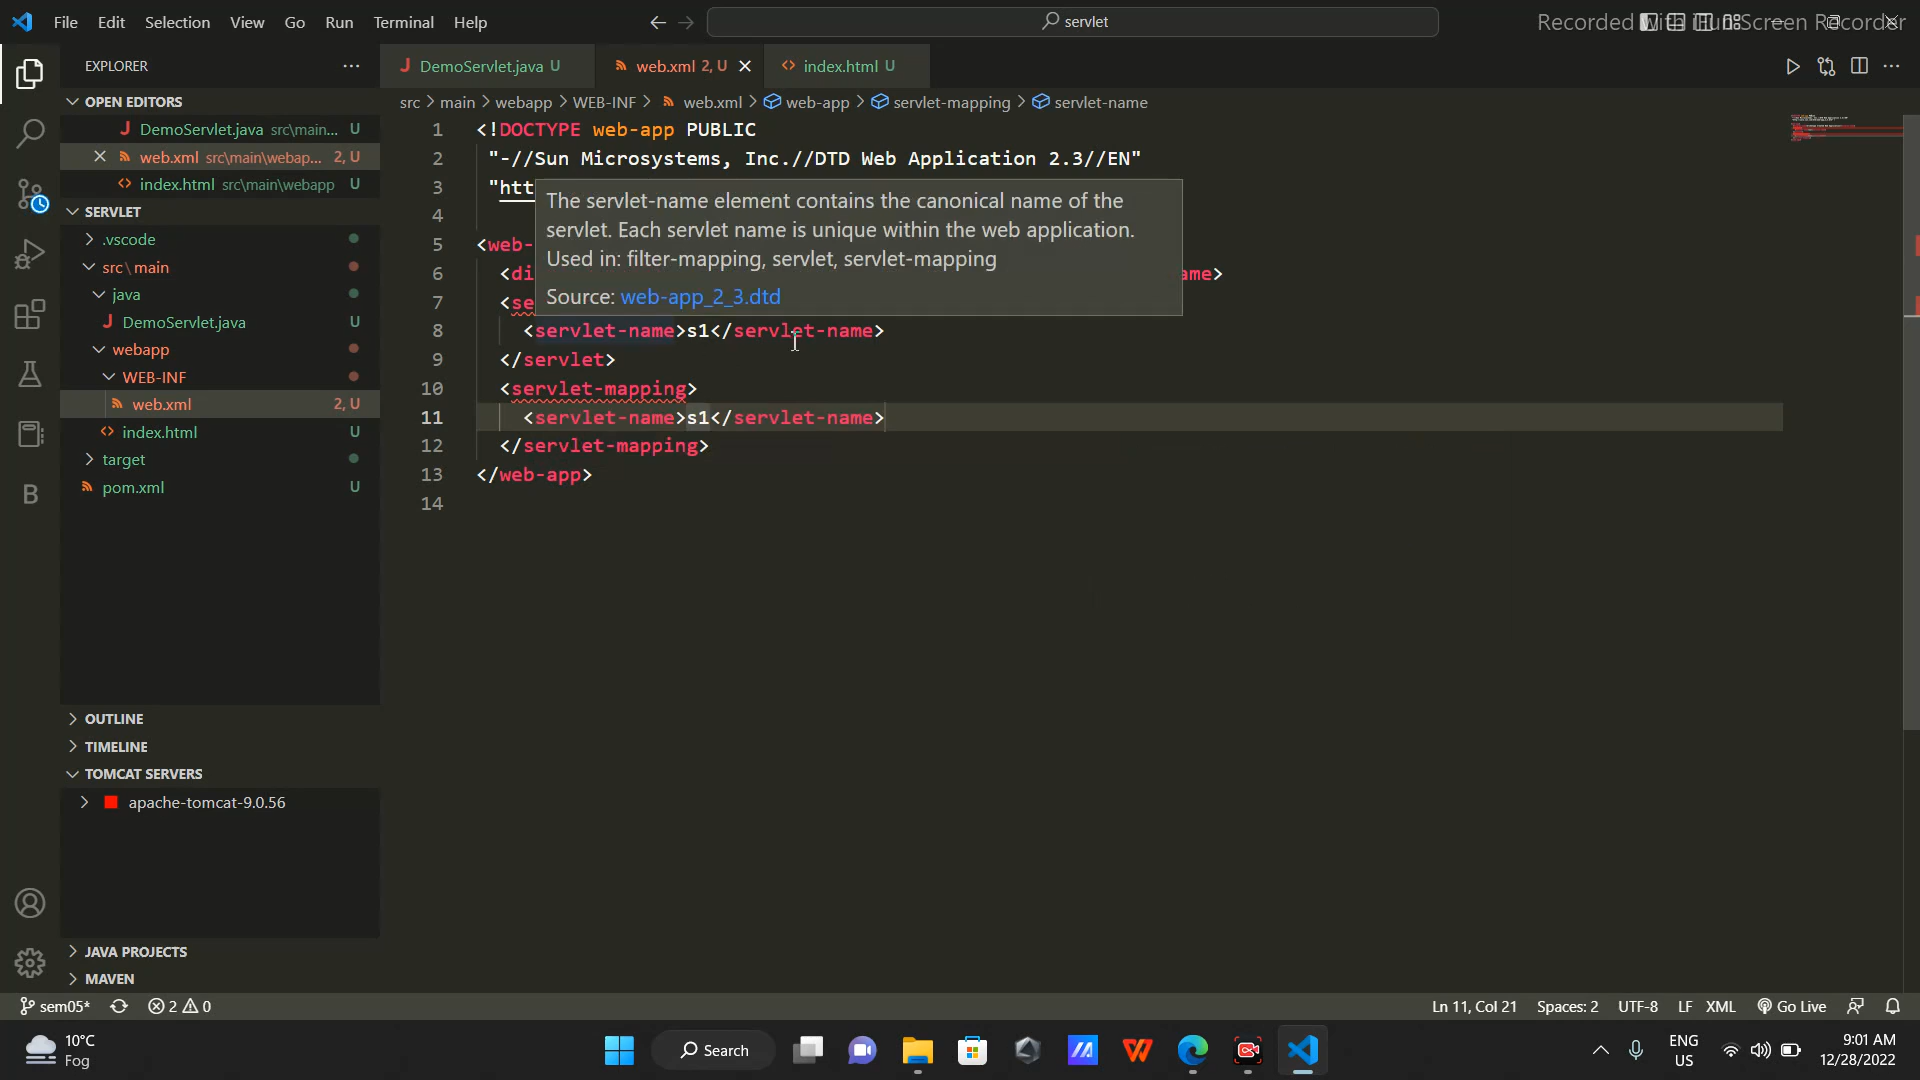 File Edit Selection View Go Run Terminal Help
servlet
EXPLORER
OPEN EDITORS
DemoServlet.java src\main... U
web.xml src\main\webap... 2, U
index.html src\main\webapp U
SERVLET
.vscode
src\main
java
DemoServlet.java U
webapp
WEB-INF
web.xml 2, U
index.html U
target
pom.xml U
OUTLINE
TIMELINE
TOMCAT SERVERS
apache-tomcat-9.0.56
JAVA PROJECTS
MAVEN
DemoServlet.java U
web.xml 2, U
index.html U
src > main > webapp > WEB-INF > web.xml > web-app > servlet-mapping > servlet-name
1 <!DOCTYPE web-app PUBLIC
2 "-//Sun Microsystems, Inc.//DTD Web Application 2.3//EN"
3 "htt
4
5 <web-
6 <di ame>
7 <se
The servlet-name element contains the canonical name of the
servlet. Each servlet name is unique within the web application.
Used in: filter-mapping, servlet, servlet-mapping
Source: web-app_2_3.dtd
8 <servlet-name>s1</servlet-name>
9 </servlet>
10 <servlet-mapping>
11 <servlet-name>s1</servlet-name>
12 </servlet-mapping>
13 </web-app>
14
sem05* 2 0
Ln 11, Col 21 Spaces: 2 UTF-8 LF XML Go Live
10°C
Fog
Search
ENG
US
9:01 AM
12/28/2022